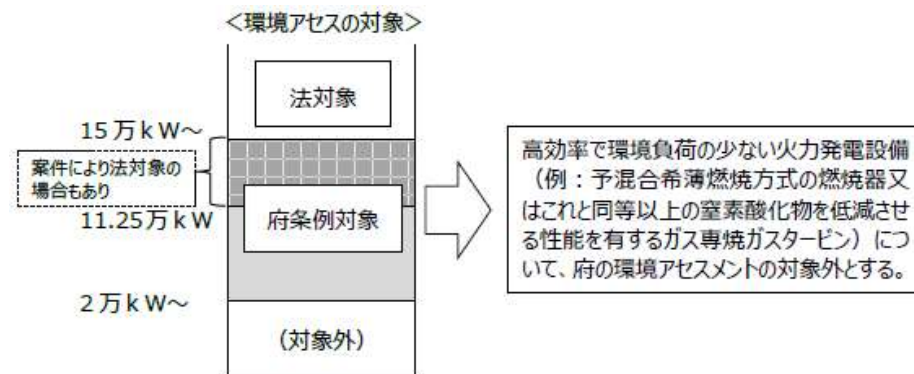 ＜環境アセスの対象＞
法対象
15万ｋＷ～
案件により法対象の
場合もあり
11.25万ｋＷ
府条例対象
２万ｋＷ～
（対象外）
高効率で環境負荷の少ない火力発電設備
（例：予混合希薄燃焼方式の燃焼器又
はこれと同等以上の窒素酸化物を低減させ
る性能を有するガス専焼ガスタービン）につ
いて、府の環境アセスメントの対象外とする。